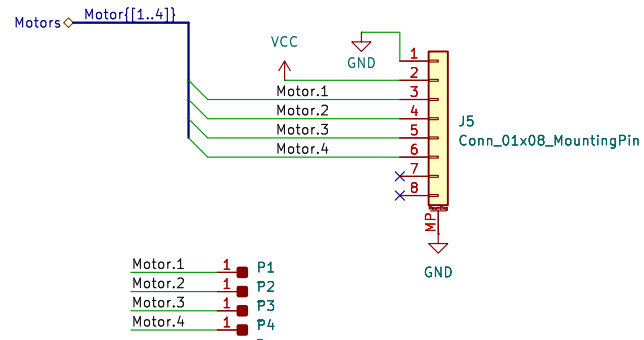 Motors
Motor{[1..4]}
VCC
GND
1
2
Motor.1 3
Motor.2 4
Motor.3 5
Motor.4 6
7
8
J5
Conn_01x08_MountingPin
MP
GND
Motor.1 1 P1
Motor.2 1 P2
Motor.3 1 P3
Motor.4 1 P4